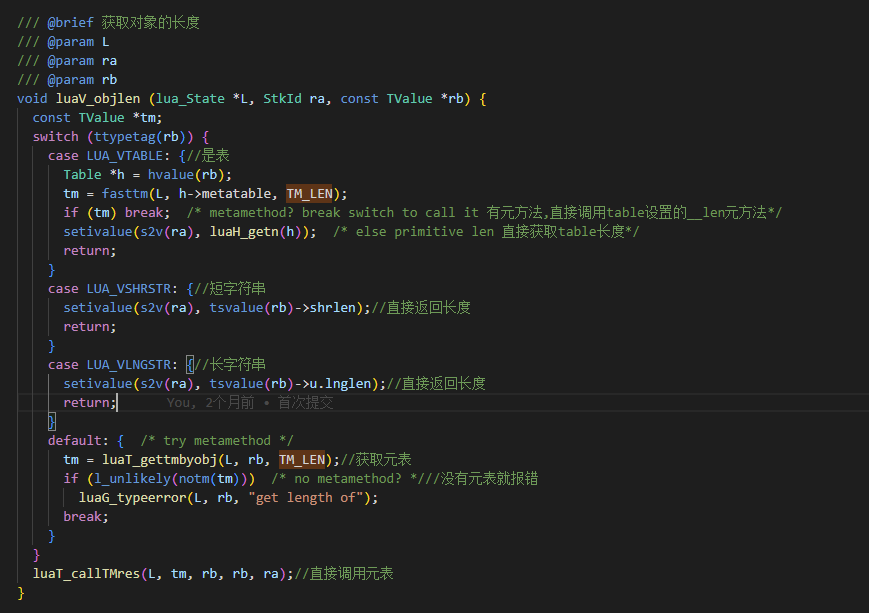 /// @brief 获取对象的长度
/// @param L
/// @param ra
/// @param rb
void luaV_objlen (lua_State *L, StkId ra, const TValue *rb) {
  const TValue *tm;
  switch (ttypetag(rb)) {
    case LUA_VTABLE: {//是表
      Table *h = hvalue(rb);
      tm = fasttm(L, h->metatable, TM_LEN);
      if (tm) break;  /* metamethod? break switch to call it 有元方法,直接调用table设置的__len元方法*/
      setivalue(s2v(ra), luaH_getn(h));  /* else primitive len 直接获取table长度*/
      return;
    }
    case LUA_VSHRSTR: {//短字符串
      setivalue(s2v(ra), tsvalue(rb)->shrlen);//直接返回长度
      return;
    }
    case LUA_VLNGSTR: {//长字符串
      setivalue(s2v(ra), tsvalue(rb)->u.lnglen);//直接返回长度
      return;      You, 2个月前 • 首次提交
    }
    default: {  /* try metamethod */
      tm = luaT_gettmbyobj(L, rb, TM_LEN);//获取元表
      if (l_unlikely(notm(tm)))  /* no metamethod? *///没有元表就报错
        luaG_typeerror(L, rb, "get length of");
      break;
    }
  }
  luaT_callTMres(L, tm, rb, rb, ra);//直接调用元表
}